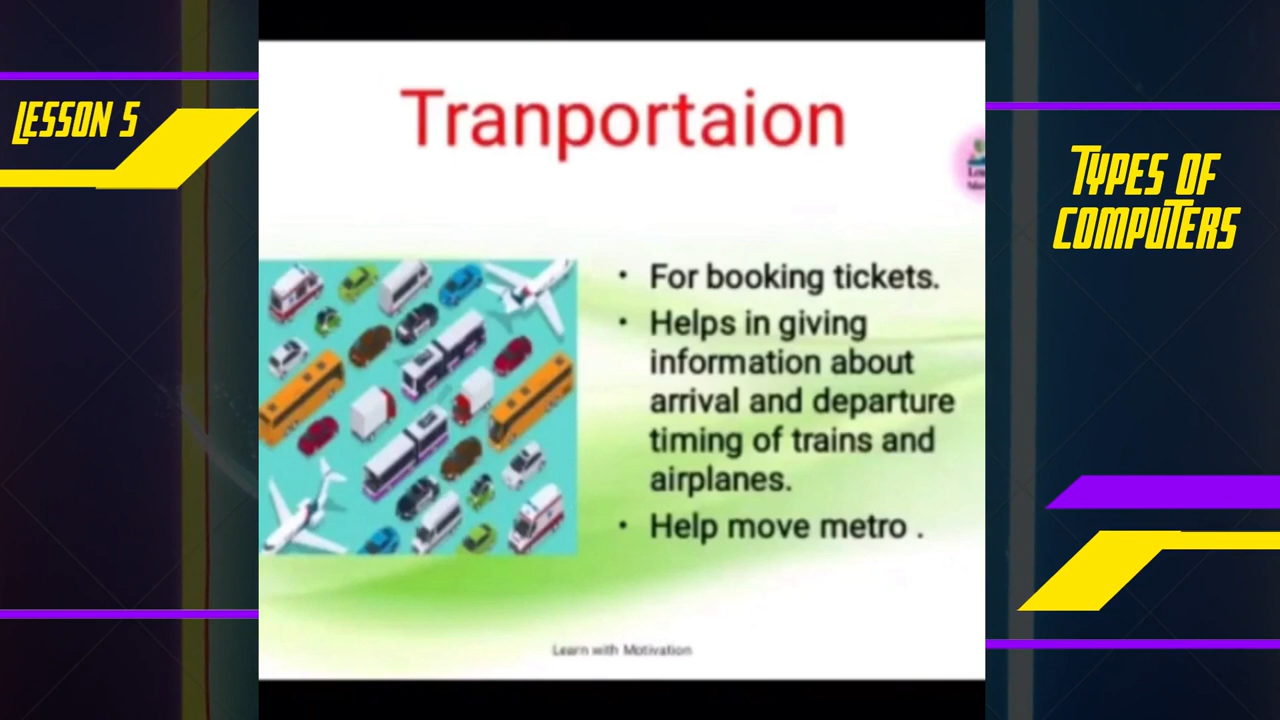 LESSON 5
TYPES OF
COMPUTERS
Tranportaion
• For booking tickets.
• Helps in giving
information about
arrival and departure
timing of trains and
airplanes.
• Help move metro .
Learn with Motivation